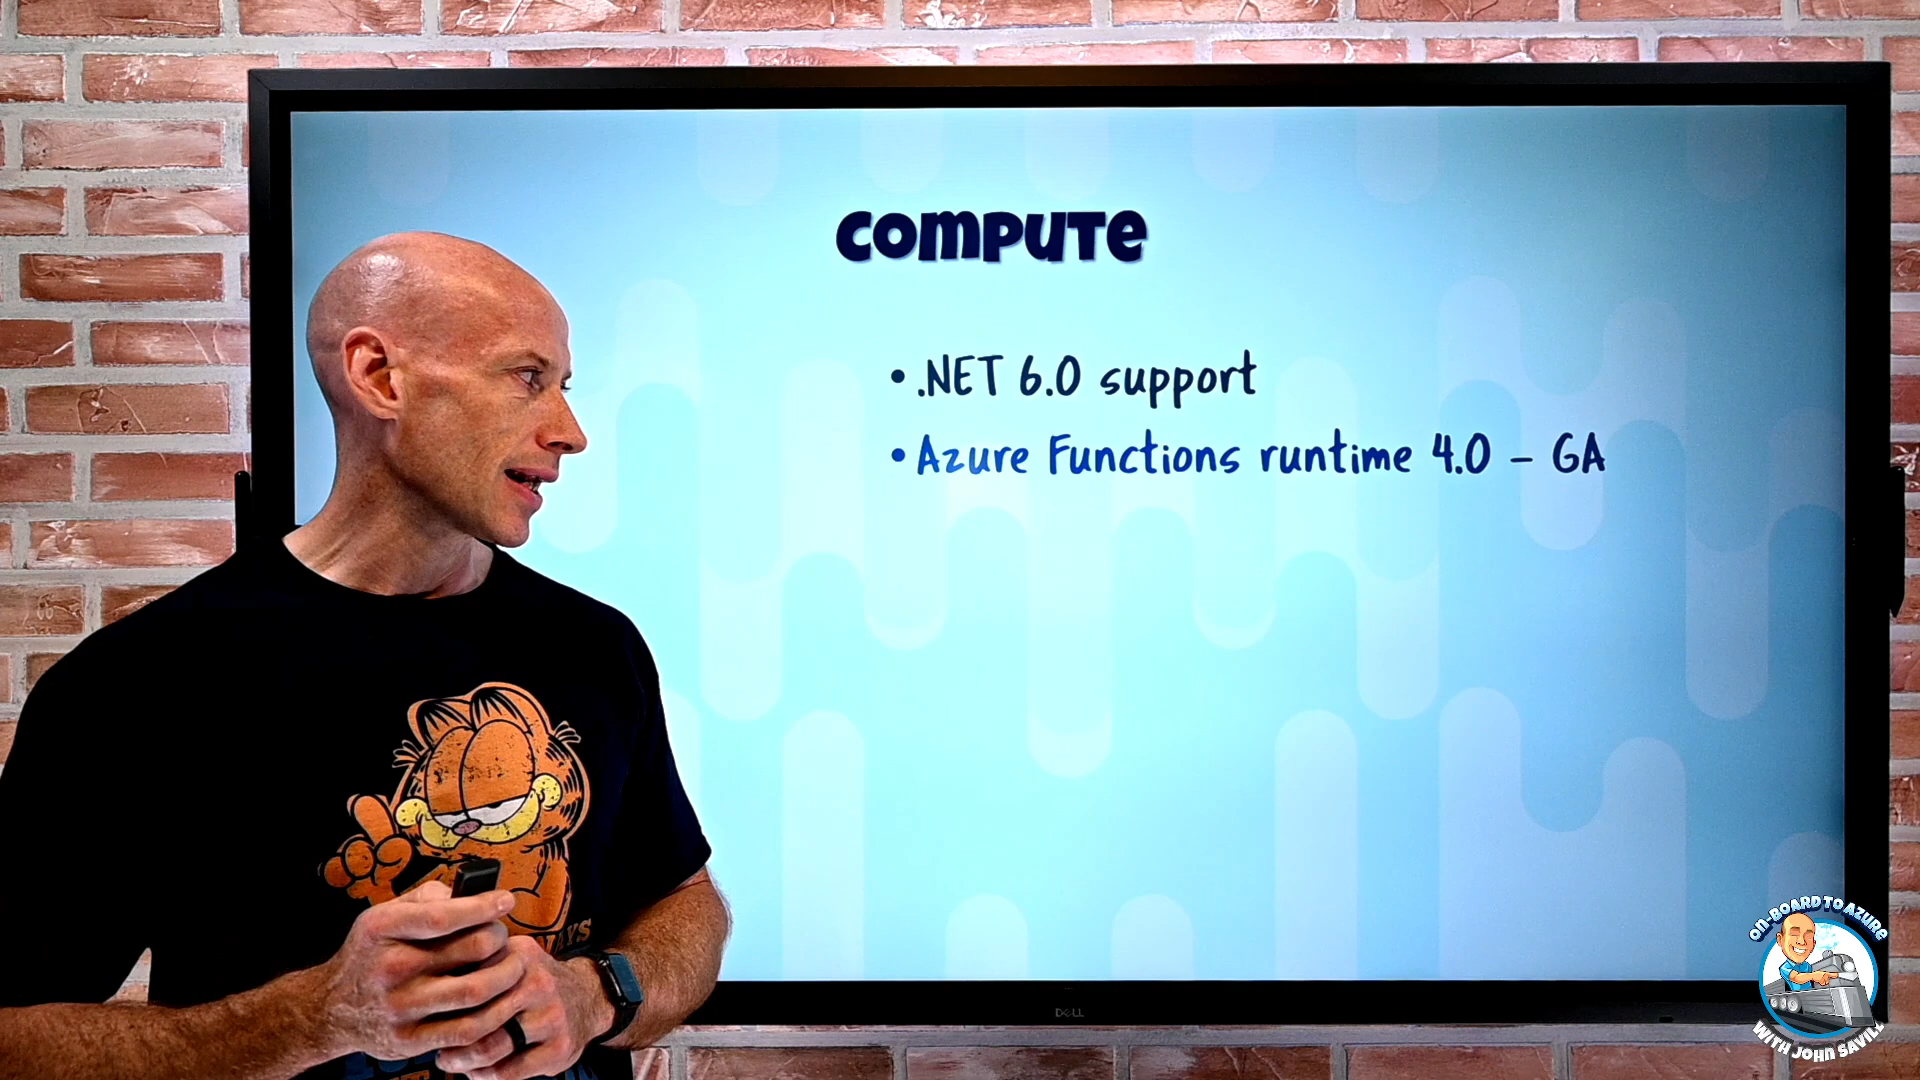 Compute
• .NET 6.0 support
• Azure Functions runtime 4.0 – GA
DELL
ON-BOARD TO AZURE
WITH JOHN SAVILL